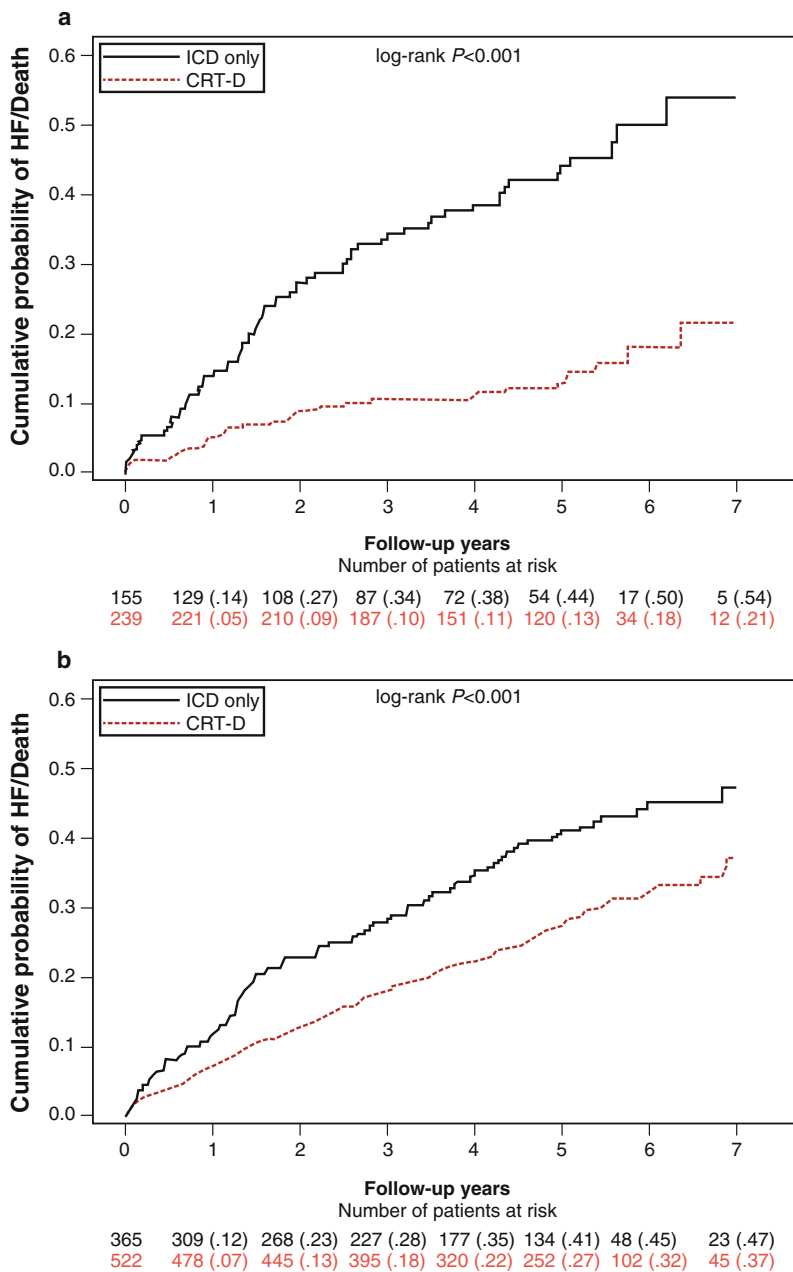 a
ICD only
CRT-D
log-rank P<0.001
Cumulative probability of HF/Death
0.6
0.5
0.4
0.3
0.2
0.1
0.0
0 1 2 3 4 5 6 7
Follow-up years
Number of patients at risk
155 129 (.14) 108 (.27) 87 (.34) 72 (.38) 54 (.44) 17 (.50) 5 (.54)
239 221 (.05) 210 (.09) 187 (.10) 151 (.11) 120 (.13) 34 (.18) 12 (.21)
b
ICD only
CRT-D
log-rank P<0.001
Cumulative probability of HF/Death
0.6
0.5
0.4
0.3
0.2
0.1
0.0
0 1 2 3 4 5 6 7
Follow-up years
Number of patients at risk
365 309 (.12) 268 (.23) 227 (.28) 177 (.35) 134 (.41) 48 (.45) 23 (.47)
522 478 (.07) 445 (.13) 395 (.18) 320 (.22) 252 (.27) 102 (.32) 45 (.37)